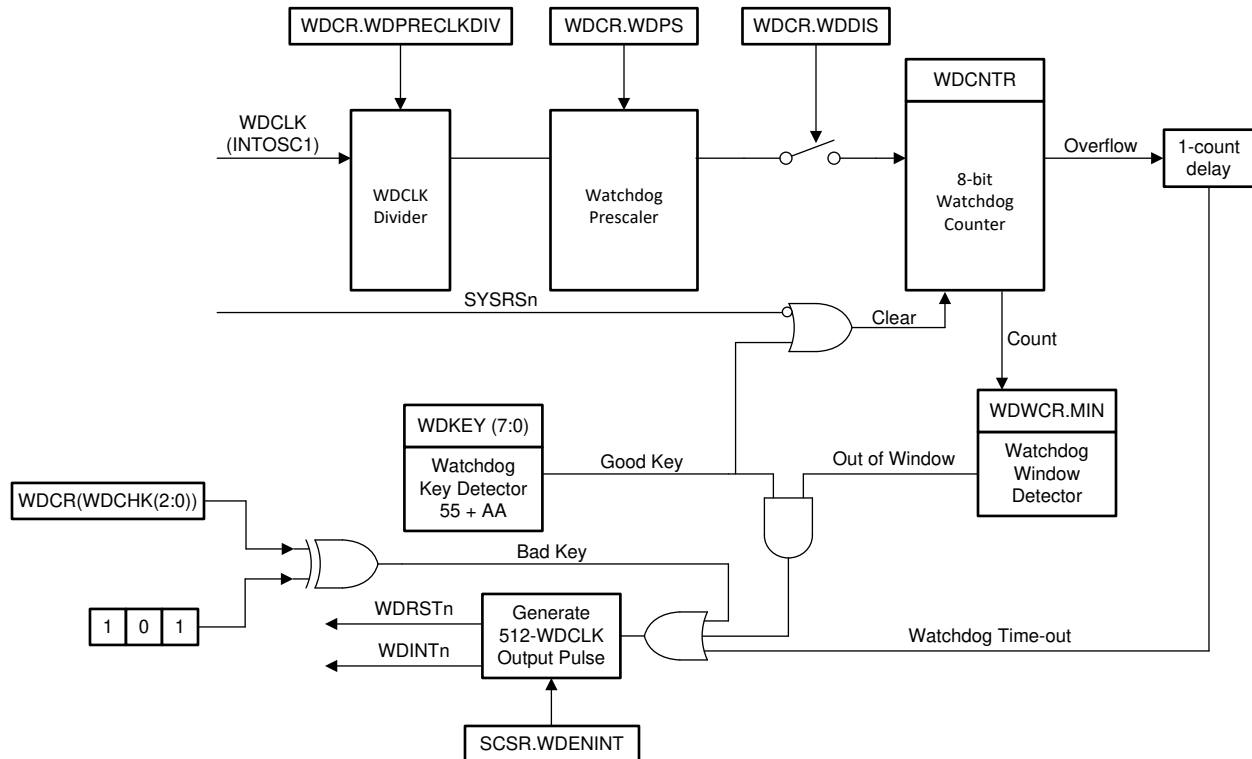 WDCR.WDPRECLKDIV
WDCR.WDPS
WDCR.WDDIS
WDCNTR
WDCLK
(INTOSC1)
WDCLK
Divider
Watchdog
Prescaler
8-bit
Watchdog
Counter
Overflow
1-count
delay
SYSRSn
Clear
Count
WDKEY (7:0)
Watchdog
Key Detector
55 + AA
Good Key
Out of Window
WDWCR.MIN
Watchdog
Window
Detector
WDCR(WDCHK(2:0))
Bad Key
1 0 1
WDRSTn
WDINTn
Generate
512-WDCLK
Output Pulse
Watchdog Time-out
SCSR.WDENINT